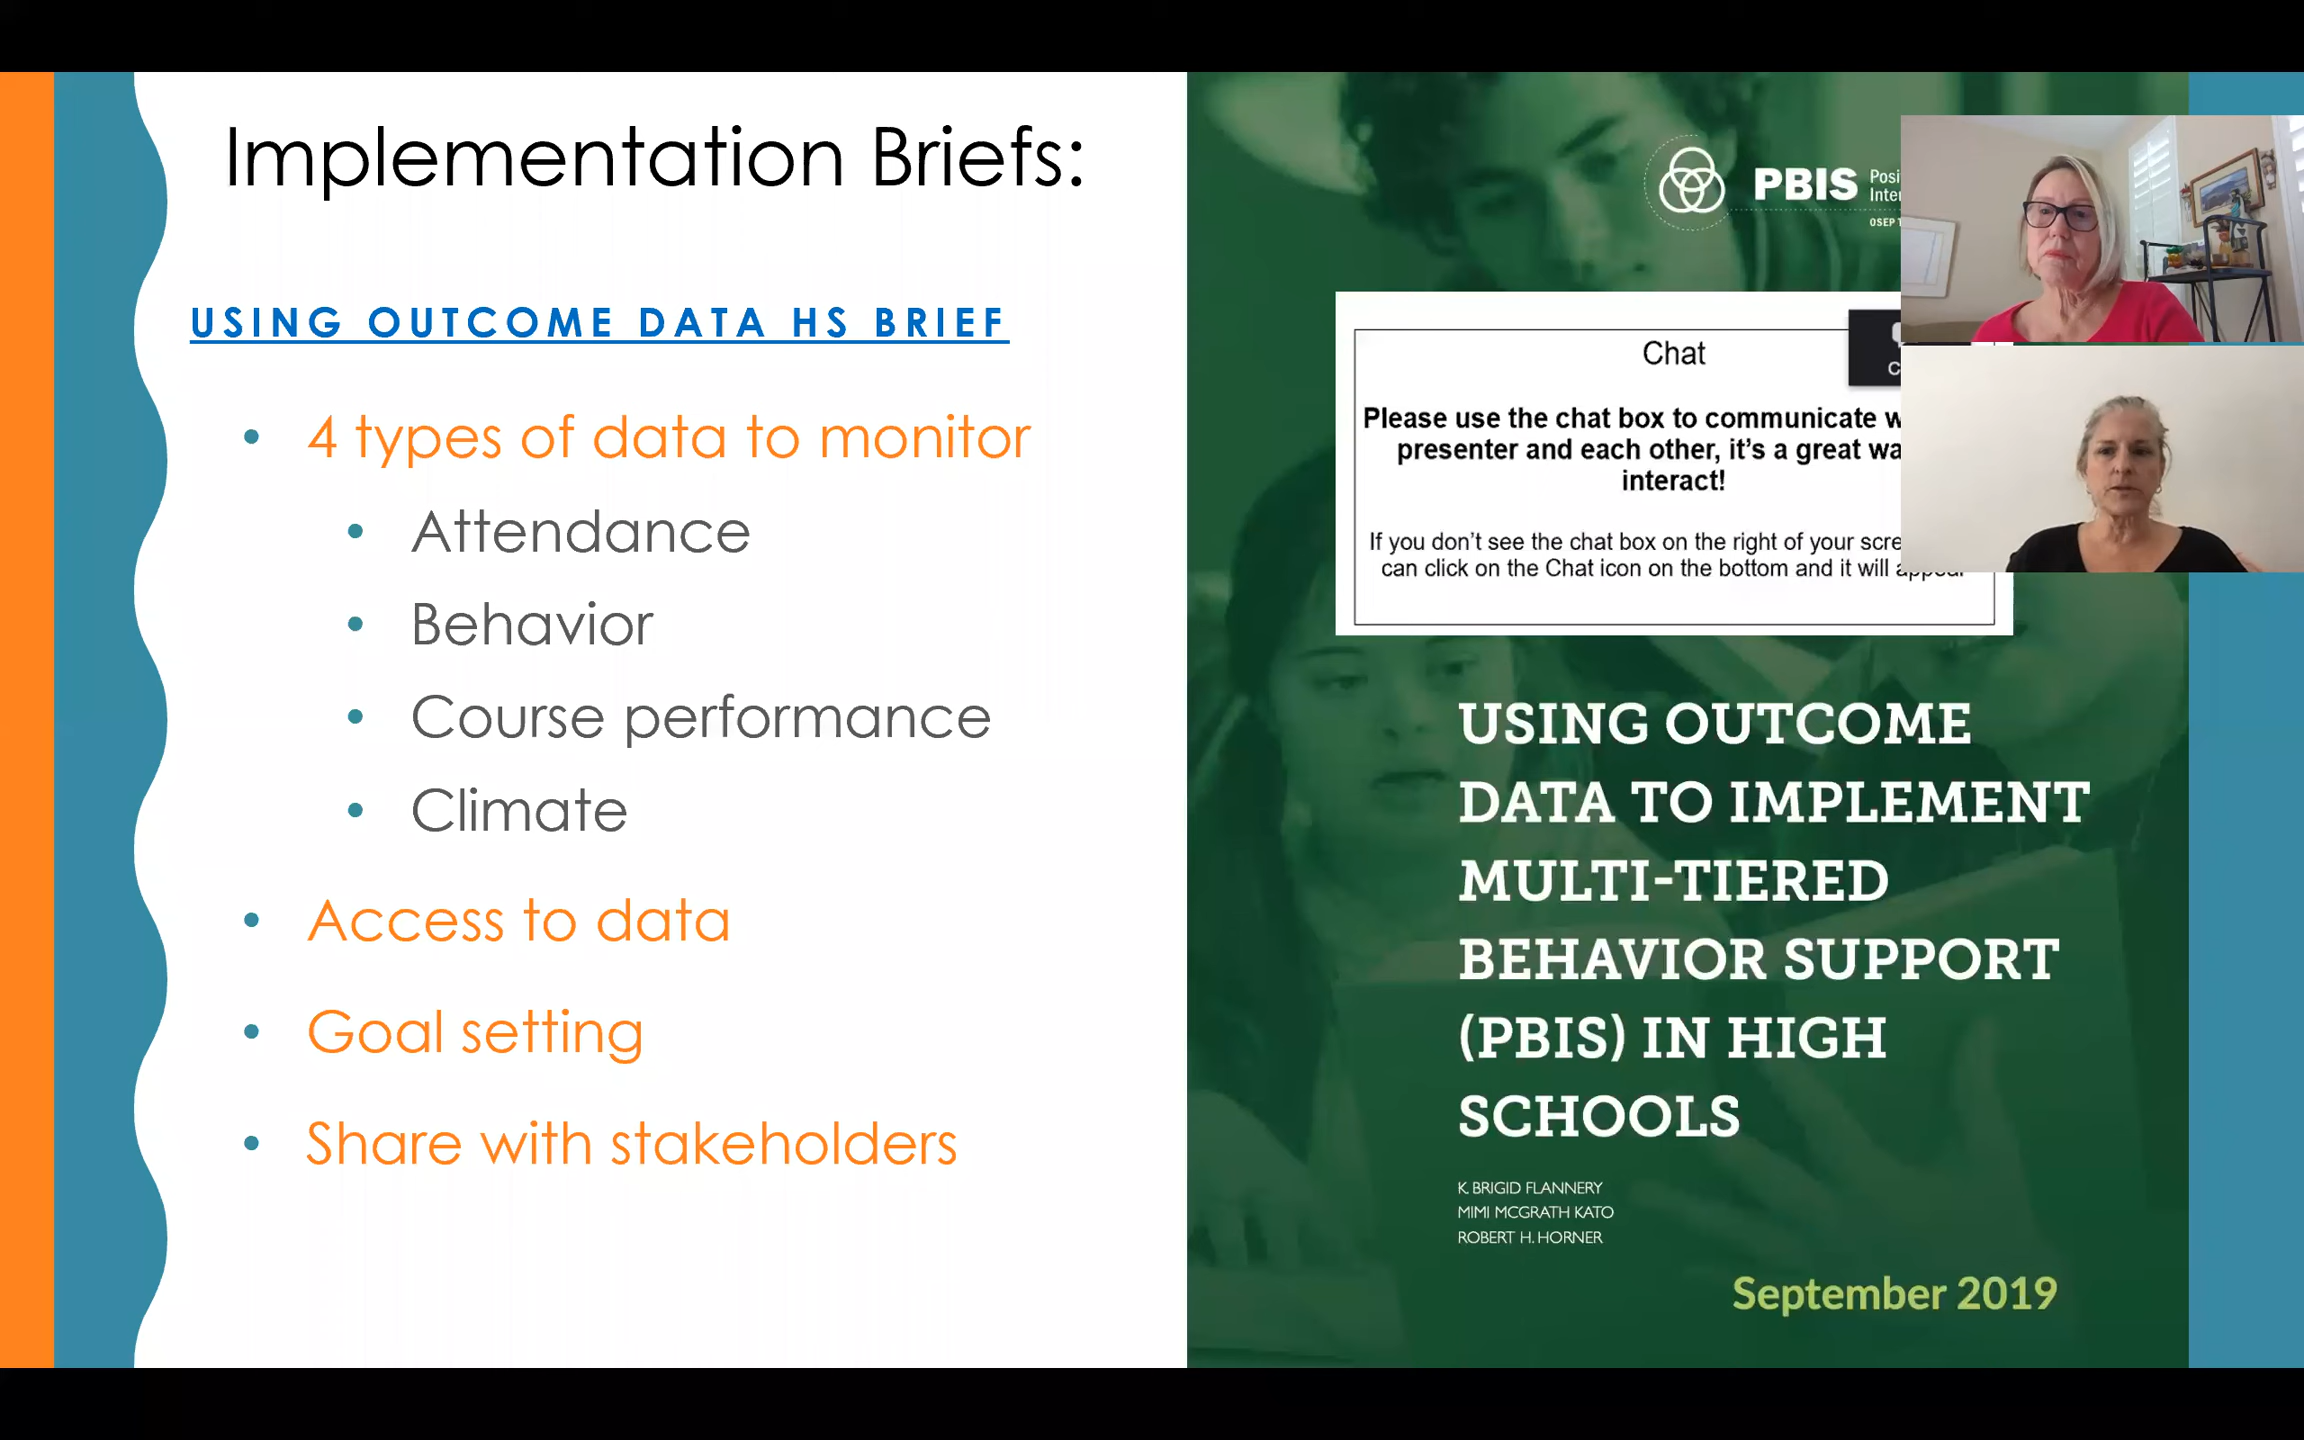 Implementation Briefs:
USING OUTCOME DATA HS BRIEF
• 4 types of data to monitor
• Attendance
• Behavior
• Course performance
• Climate
• Access to data
• Goal setting
• Share with stakeholders
PBIS
OSEP
Chat
Please use the chat box to communicate
presenter and each other, it's a great
interact!
If you don't see the chat box on the right of your
can click on the Chat icon on the bottom and it will appear
USING OUTCOME
DATA TO IMPLEMENT
MULTI-TIERED
BEHAVIOR SUPPORT
(PBIS) IN HIGH
SCHOOLS
K. BRIGID FLANNERY
MIMI MCGRATH KATO
ROBERT H. HORNER
September 2019